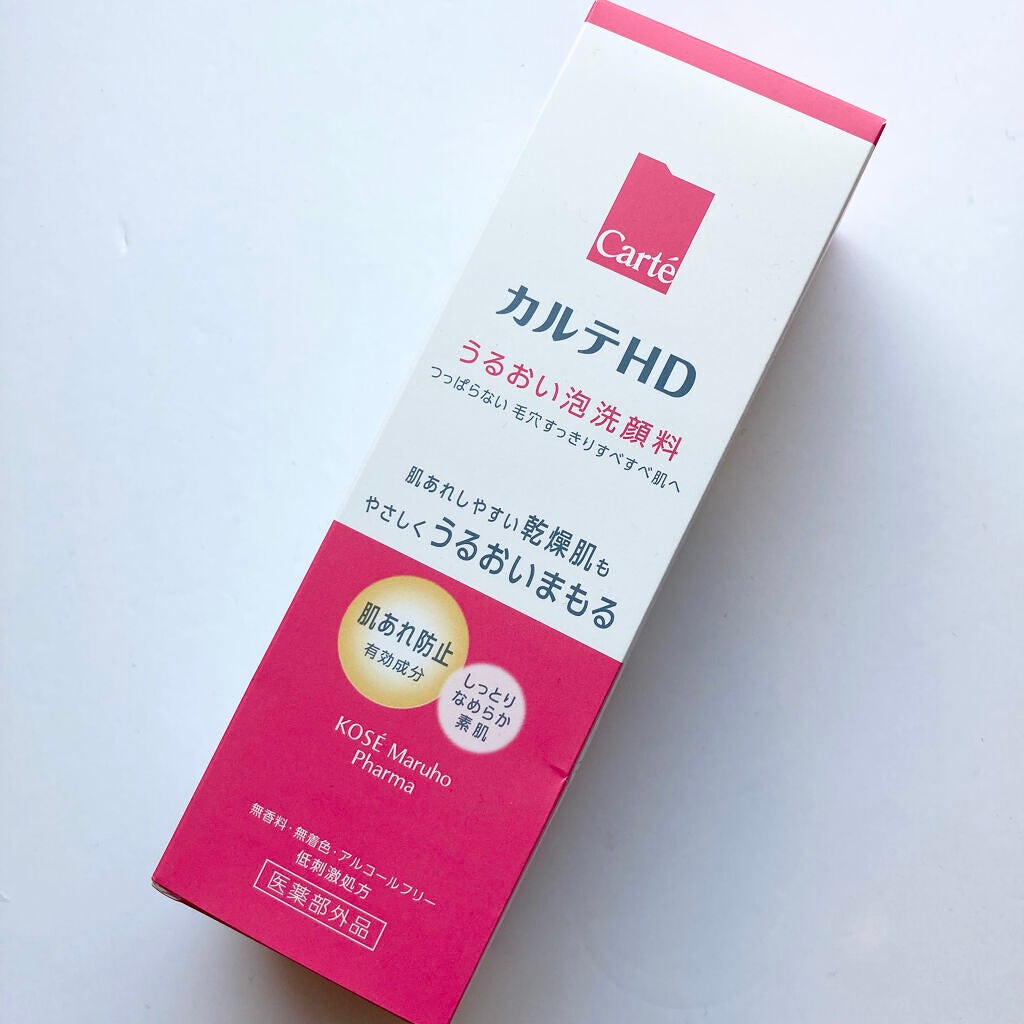 Carté
カルテHD
うるおい泡洗顔料
つっぱらない 毛穴すっきりすべすべ肌へ
肌あれしやすい乾燥肌も
やさしくうるおいまもる
肌あれ防止
有効成分
しっとり
なめらか
素肌
KOSÉ Maruho
Pharma
無香料・無着色・アルコールフリー
低刺激処方
医薬部外品